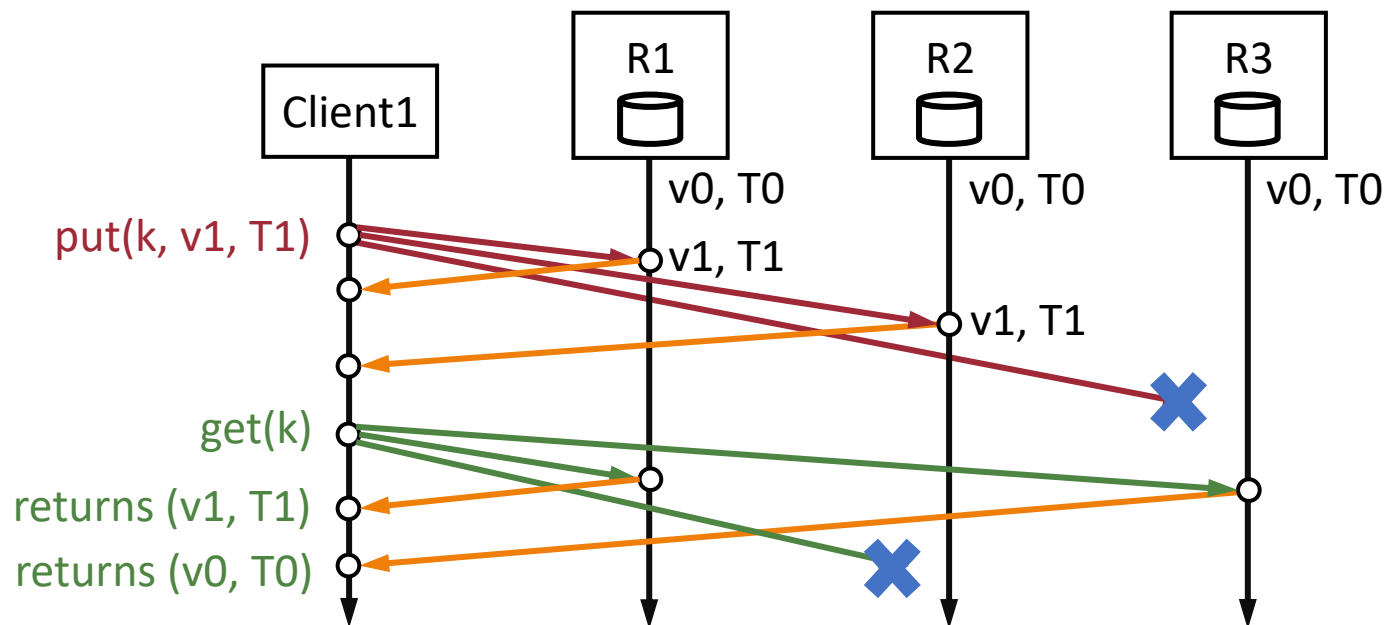 Client1
R1
R2
R3
v0, T0
v0, T0
v0, T0
put(k, v1, T1)
v1, T1
v1, T1
get(k)
returns (v1, T1)
returns (v0, T0)